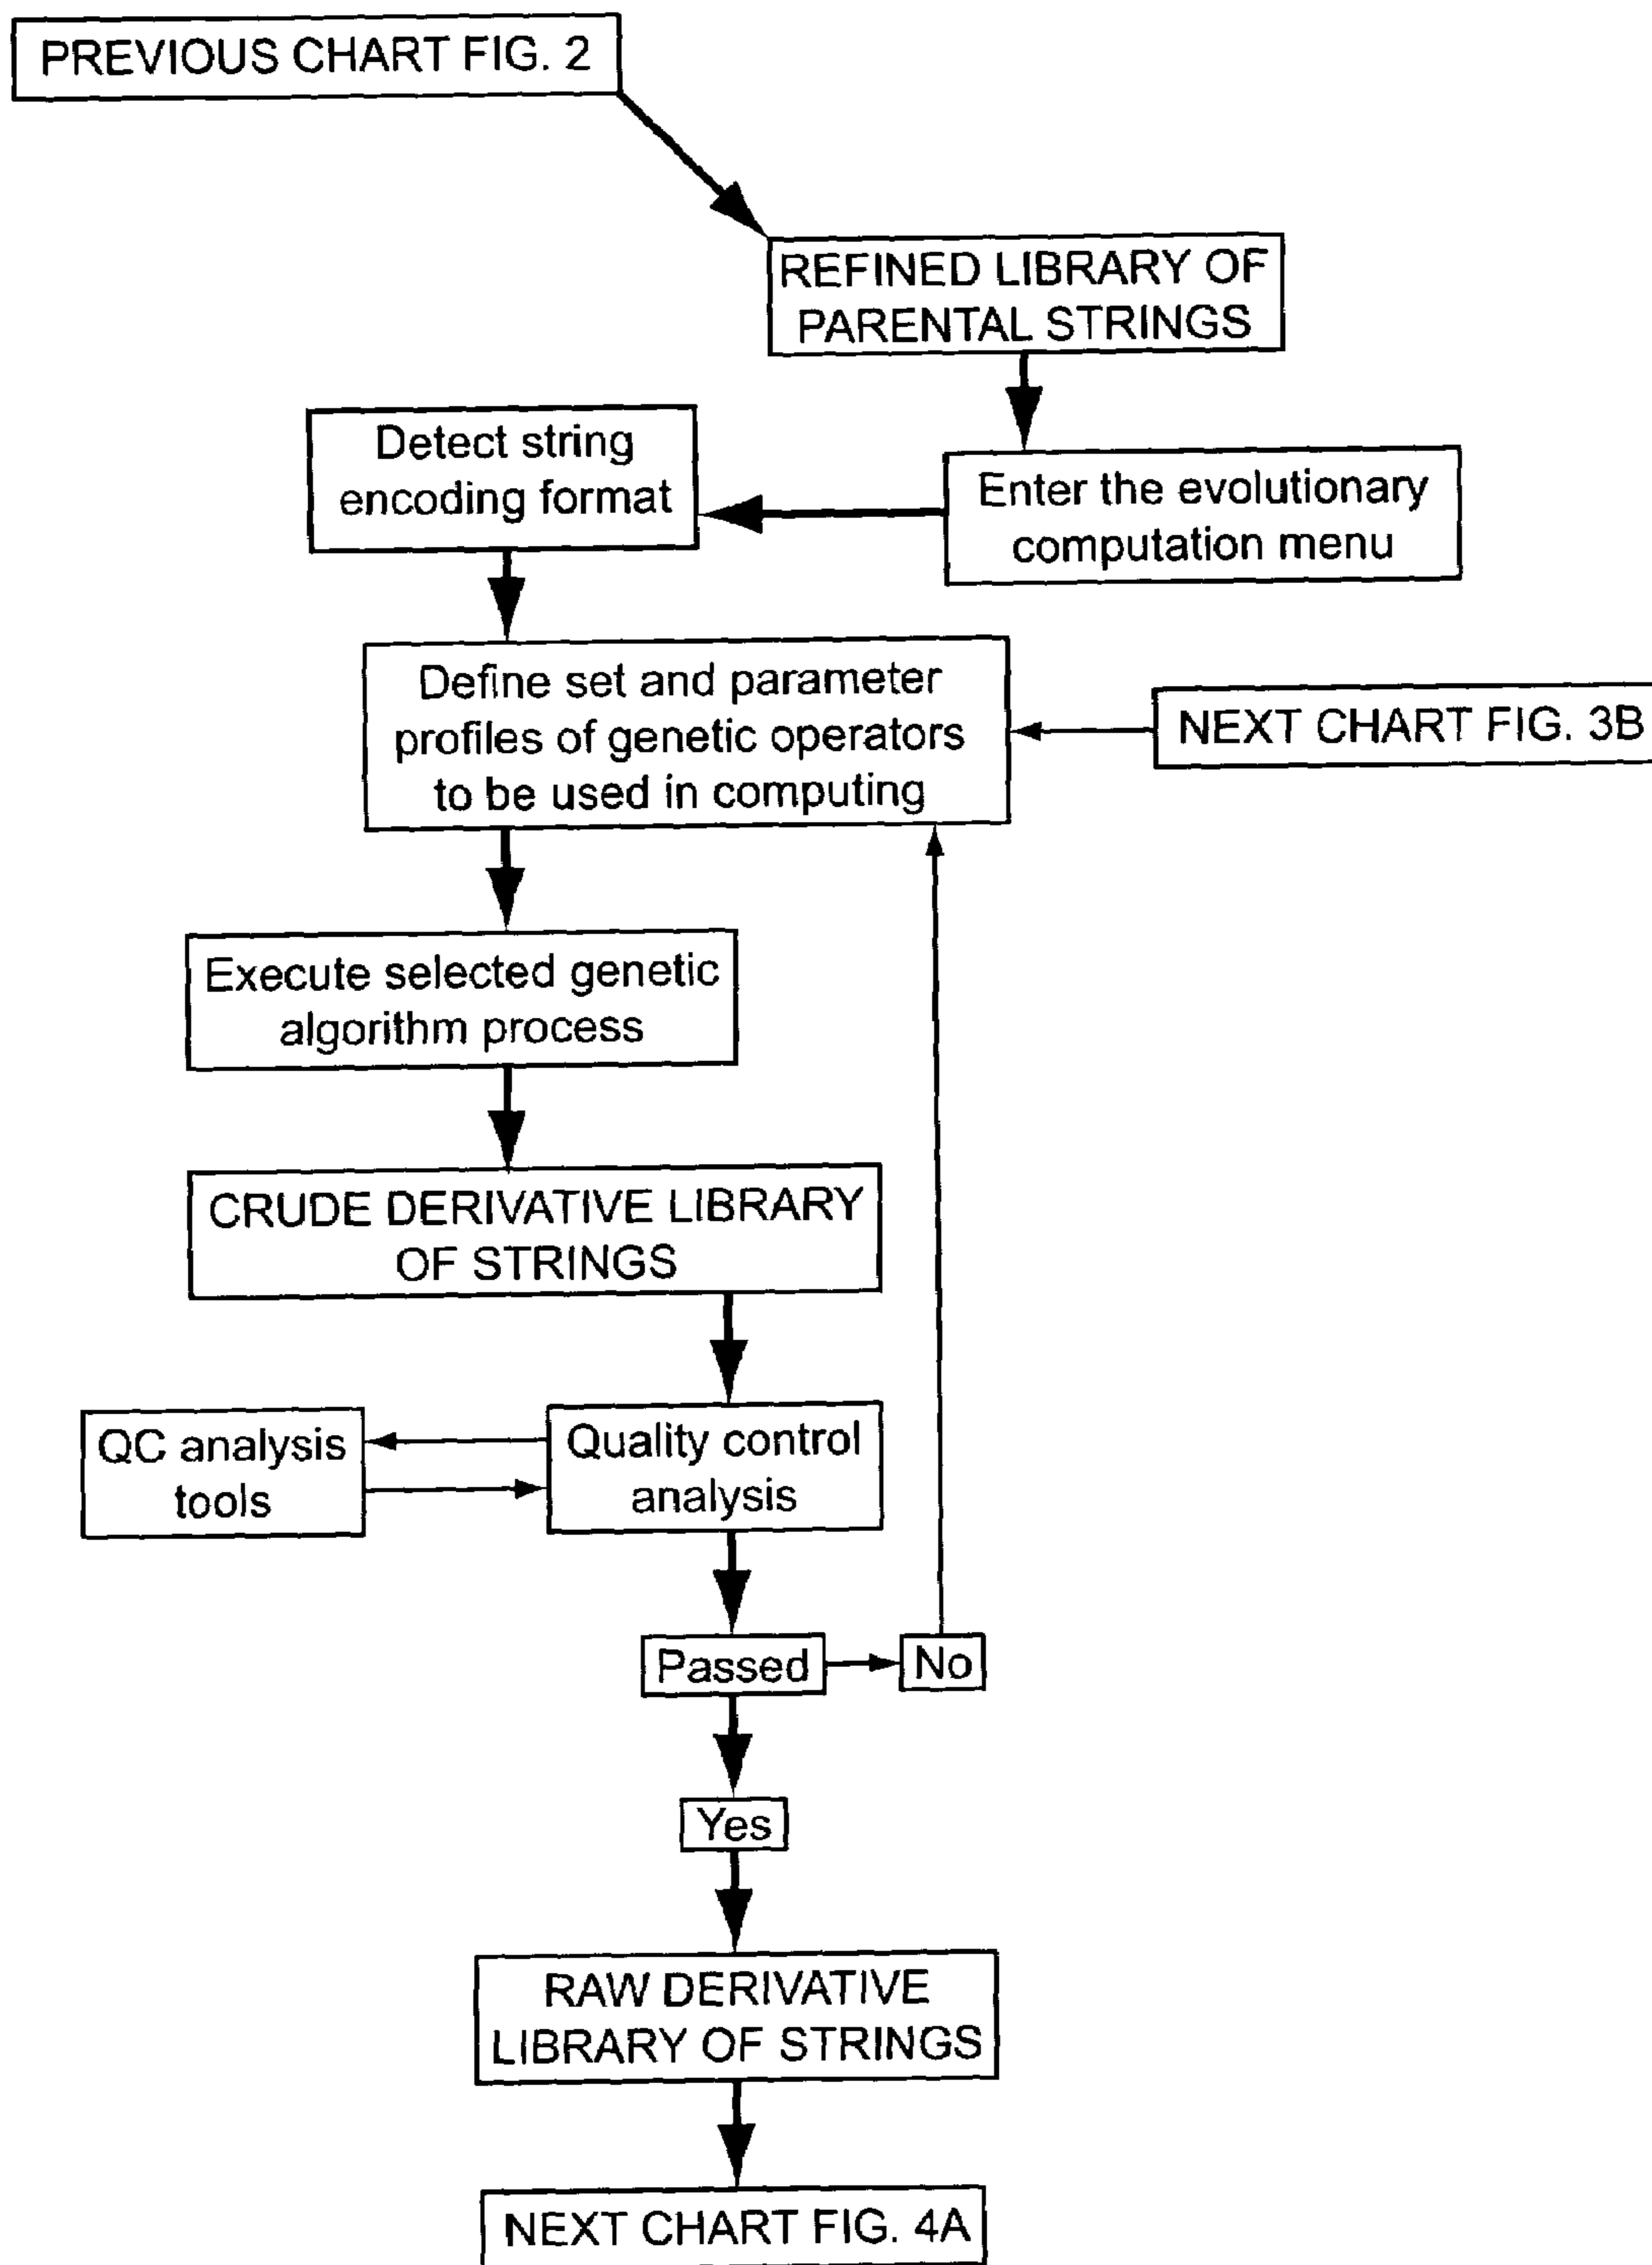 PREVIOUS CHART FIG. 2
REFINED LIBRARY OF
PARENTAL STRINGS
Enter the evolutionary
computation menu
Detect string
encoding format
Define set and parameter
profiles of genetic operators
to be used in computing
NEXT CHART FIG. 3B
Execute selected genetic
algorithm process
CRUDE DERIVATIVE LIBRARY
OF STRINGS
Quality control
analysis
QC analysis
tools
Passed
No
Yes
RAW DERIVATIVE
LIBRARY OF STRINGS
NEXT CHART FIG. 4A